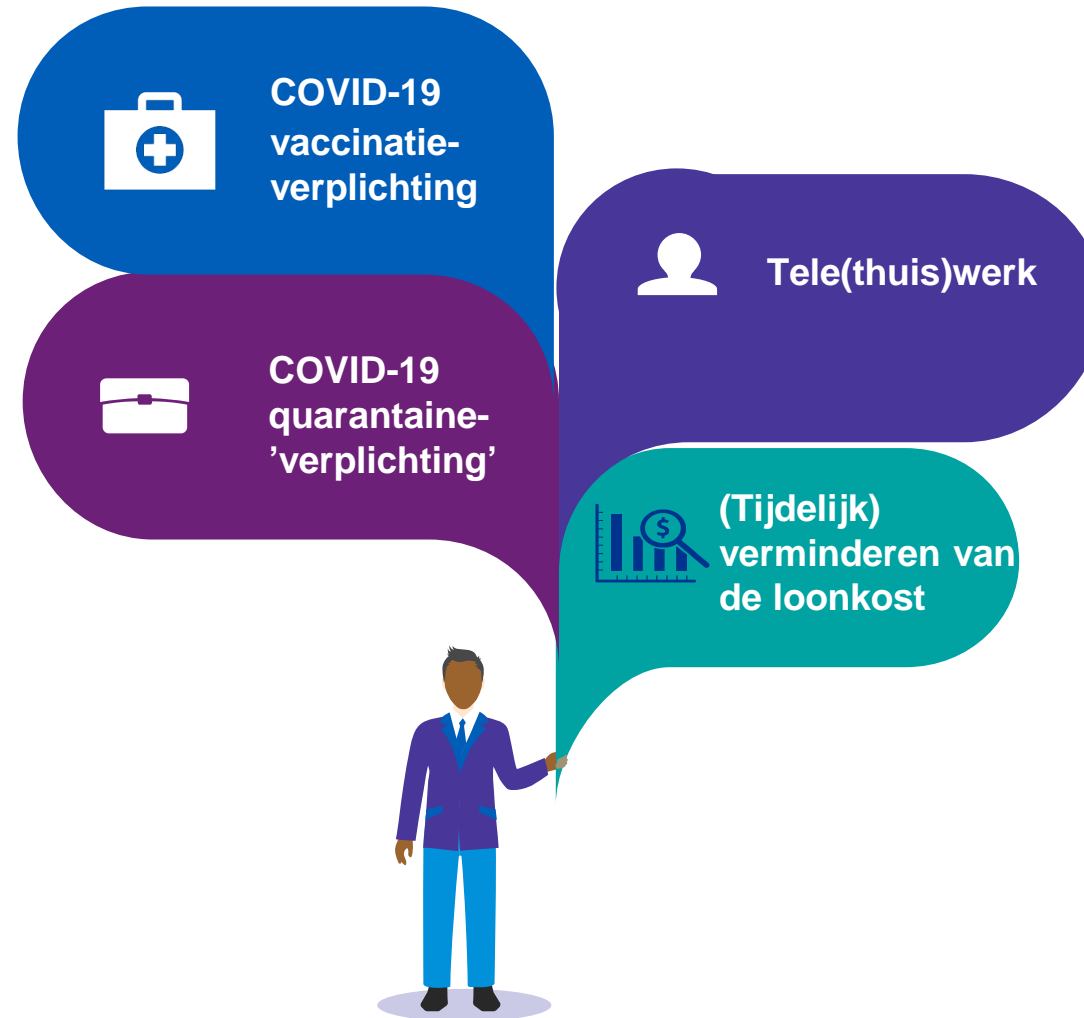 COVID-19
vaccinatie-
verplichting
Tele(thuis)werk
COVID-19
quarantaine-
’verplichting’
(Tijdelijk)
verminderen van
de loonkost
$